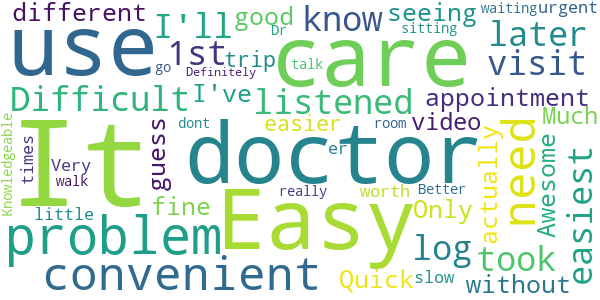 different
I'll
good
know
seeing
waiting
urgent
Dr
sitting
later
use
1st
trip
care
visit
go
Definitely
talk
Difficult
I've
listened
appointment
Knowledgeable
It
guess
dont
easier
er
room
video
Much
times
Very
walk
doctor
need
actually
Awesome
easiest
Easy
really
worth
Better
little
fine
Only
problem
log
took
convenient
Quick
slow
without